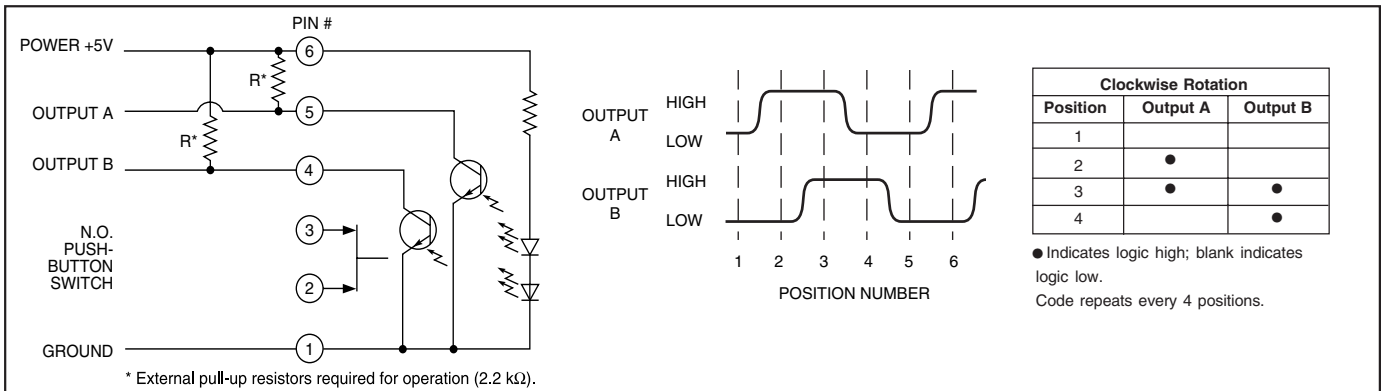 PIN #
POWER +5V
6
R*
OUTPUT A
5
R*
OUTPUT B
4
N.O.
PUSH-
BUTTON
SWITCH
3
2
GROUND
1
* External pull-up resistors required for operation (2.2 kΩ).
OUTPUT
A
HIGH
LOW
OUTPUT
B
HIGH
LOW
1 2 3 4 5 6
POSITION NUMBER
Clockwise Rotation
Position Output A Output B
1
2 ●
3 ● ●
4 ●
● Indicates logic high; blank indicates
logic low.
Code repeats every 4 positions.